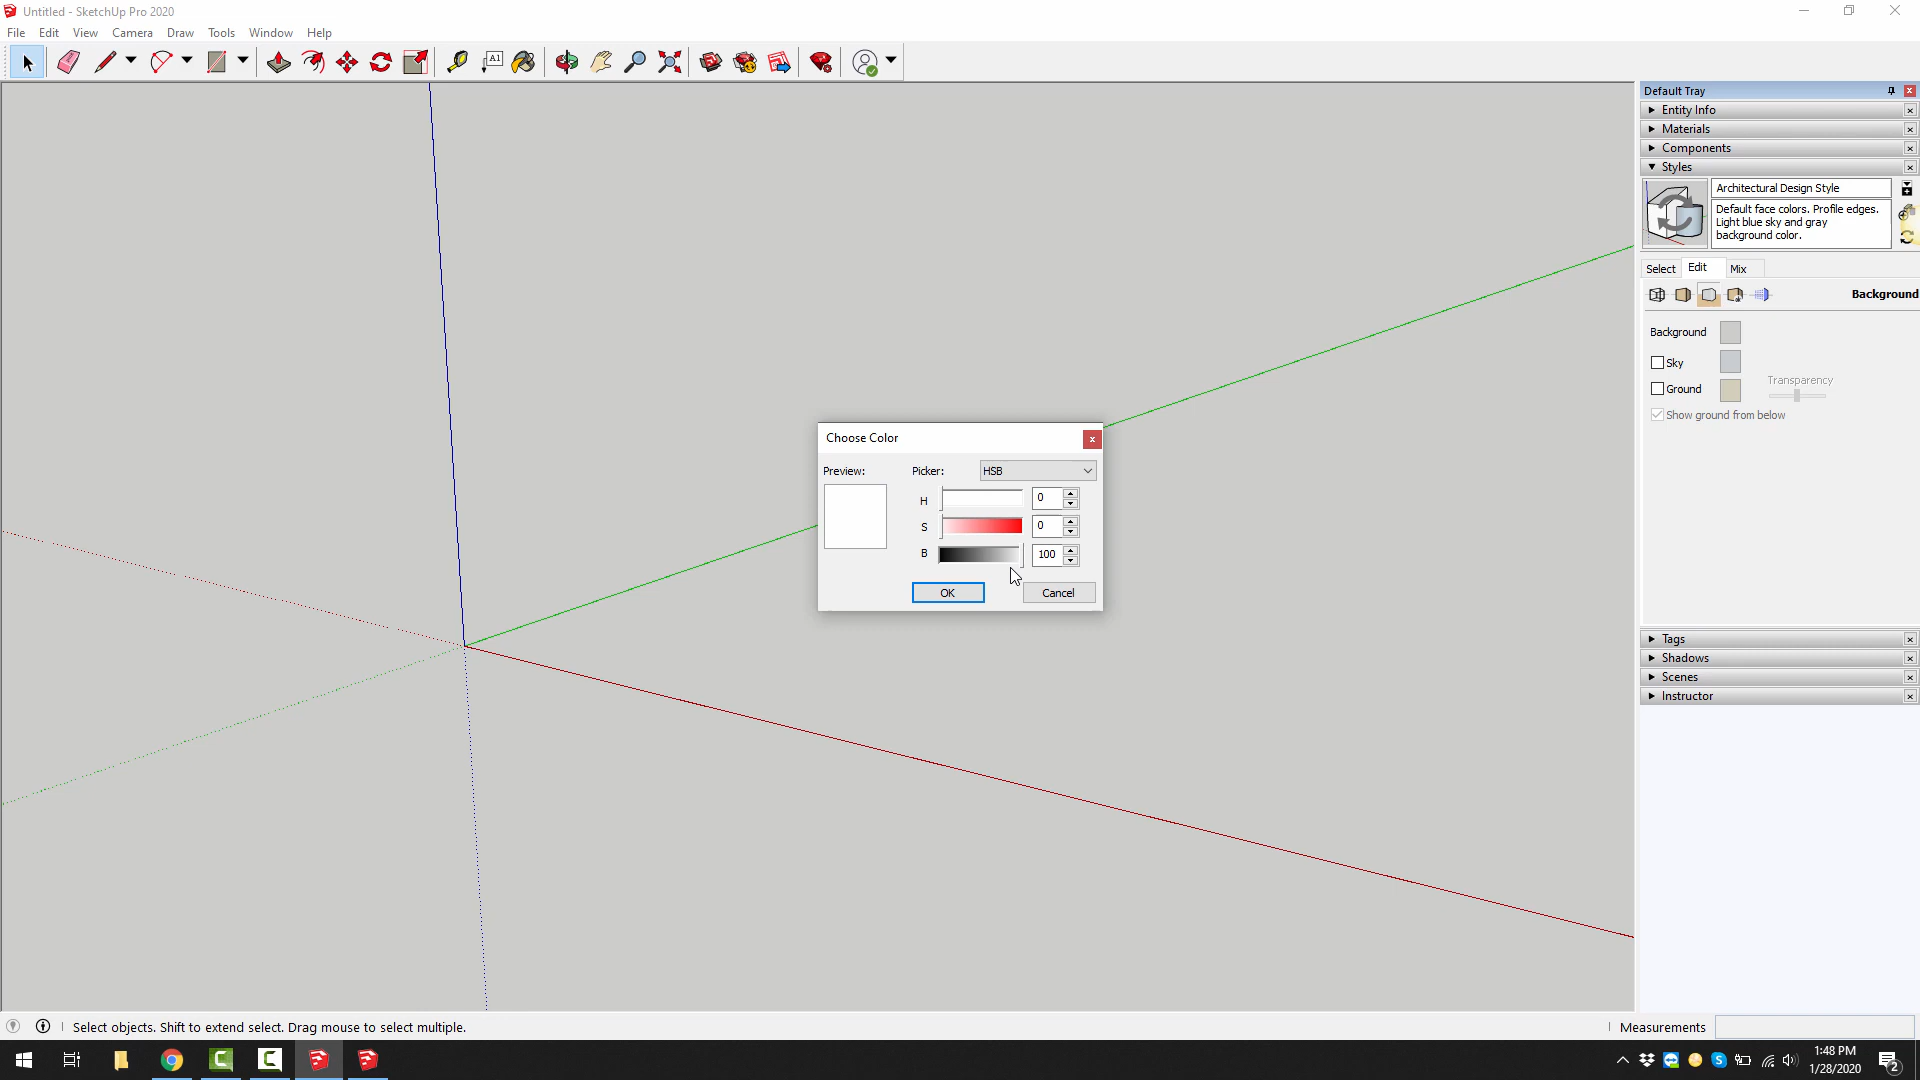 Untitled - SketchUp Pro 2020
File Edit View Camera Draw Tools Window Help
A1
Default Tray
Entity Info
Materials
Components
Styles
Architectural Design Style
Default face colors. Profile edges.
Light blue sky and gray
background color.
Select Edit Mix
Background
Background
Sky
Ground
Transparency
Show ground from below
Choose Color
Preview: Picker: HSB
H 0
S 0
B 100
OK Cancel
Tags
Shadows
Scenes
Instructor
Select objects. Shift to extend select. Drag mouse to select multiple.
Measurements
1:48 PM
1/28/2020
2